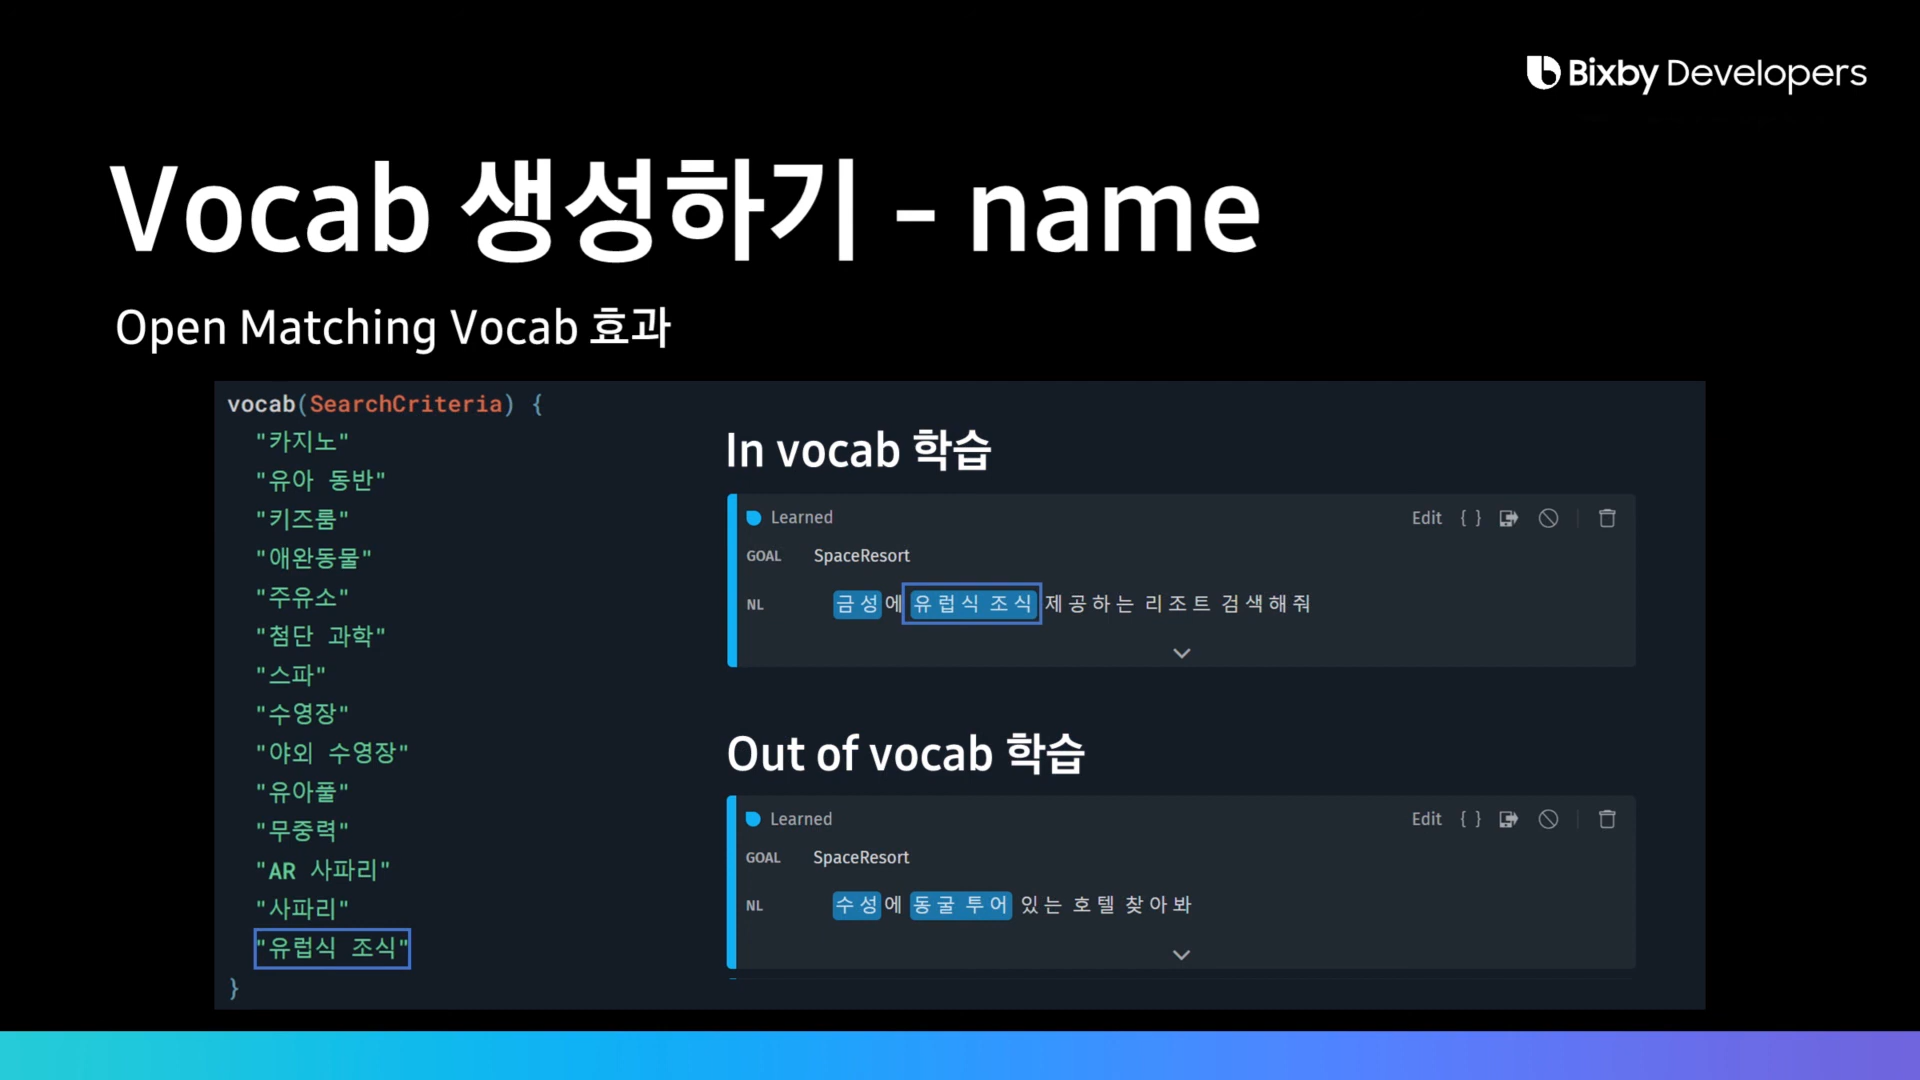 Bixby Developers
Vocab 생성하기 - name
Open Matching Vocab 효과
vocab(SearchCriteria) {
"카지노"
"유아 동반"
"키즈룸"
"애완동물"
"주유소"
"첨단 과학"
"스파"
"수영장"
"야외 수영장"
"유아풀"
"무중력"
"AR 사파리"
"사파리"
"유럽식 조식"
}
In vocab 학습
Learned Edit { }
GOAL SpaceResort
NL 금성에 유럽식 조식 제공하는 리조트 검색해줘
Out of vocab 학습
Learned Edit { }
GOAL SpaceResort
NL 수성에 동굴 투어 있는 호텔 찾아봐